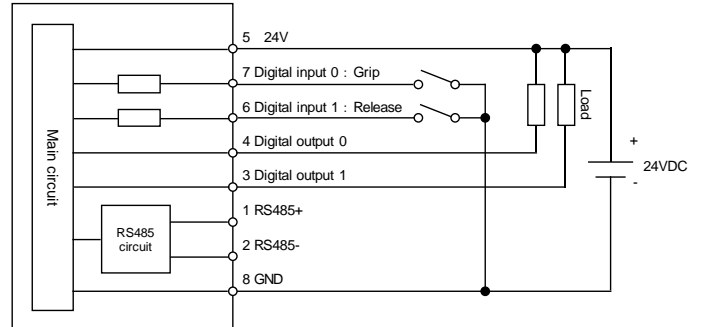 5 24V
7 Digital input 0 : Grip
6 Digital input 1 : Release
4 Digital output 0
3 Digital output 1
1 RS485+
2 RS485-
8 GND
Main circuit
RS485
circuit
Load
+
24VDC
-